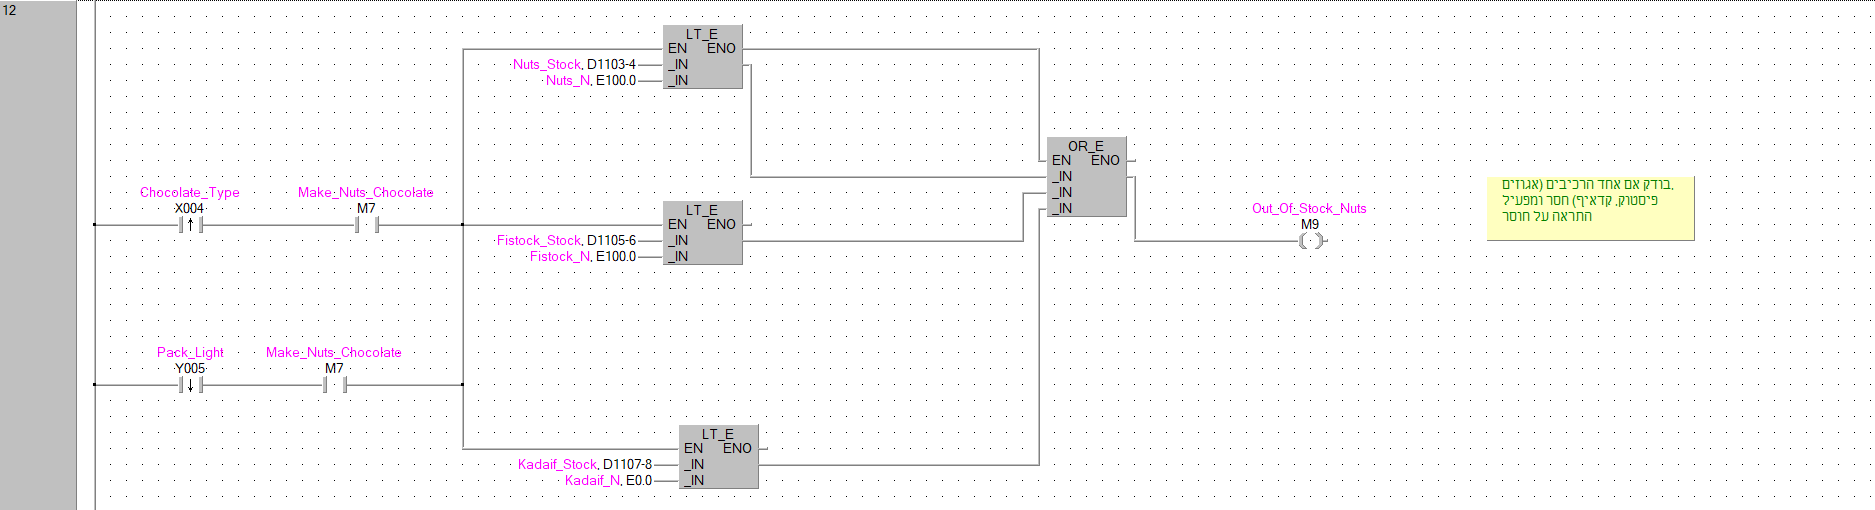 12
LT_E
EN ENO
Nuts_Stock, D1103-4 _IN
Nuts_N, E100.0 _IN
OR_E
EN ENO
_IN
_IN
_IN
Chocolate_Type
X004
Make_Nuts_Chocolate
M7
LT_E
EN ENO
Fistock_Stock, D1105-6 _IN
Fistock_N, E100.0 _IN
Out_Of_Stock_Nuts
M9
בודק אם אחד הרכיבים (אגוזים,
פיסטוק, קדאיף) חסר ומפעיל
התראה על חוסר
Pack_Light
Y005
Make_Nuts_Chocolate
M7
LT_E
EN ENO
Kadaif_Stock, D1107-8 _IN
Kadaif_N, E0.0 _IN